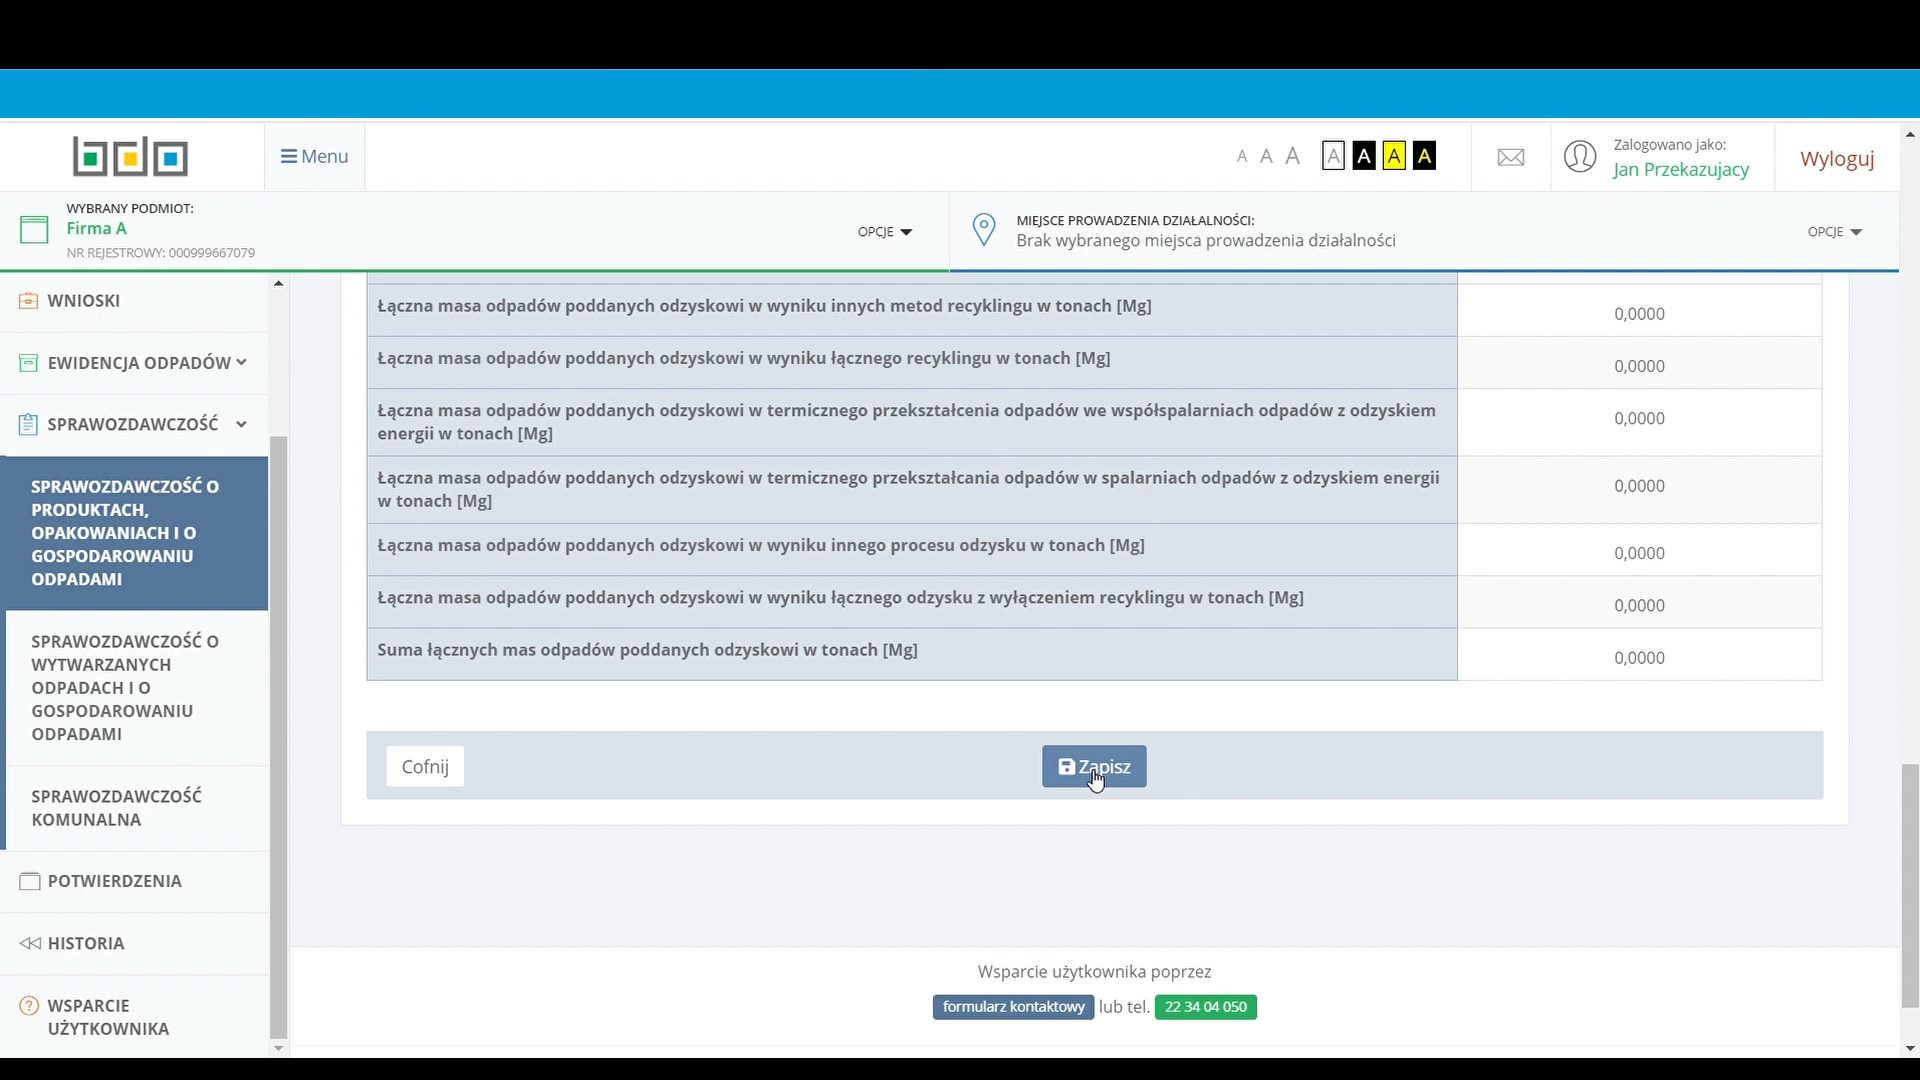 bdo
Menu
A A A A A A A
Zalogowano jako:
Jan Przekazujacy
Wyloguj
WYBRANY PODMIOT:
Firma A
NR REJESTROWY: 000999667079
OPCJE
MIEJSCE PROWADZENIA DZIAŁALNOŚCI:
Brak wybranego miejsca prowadzenia działalności
OPCJE
WNIOSKI
EWIDENCJA ODPADÓW
SPRAWOZDAWCZOŚĆ
SPRAWOZDAWCZOŚĆ O
PRODUKTACH,
OPAKOWANIACH I O
GOSPODAROWANIU
ODPADAMI
SPRAWOZDAWCZOŚĆ O
WYTWARZANYCH
ODPADACH I O
GOSPODAROWANIU
ODPADAMI
SPRAWOZDAWCZOŚĆ
KOMUNALNA
POTWIERDZENIA
HISTORIA
WSPARCIE
UŻYTKOWNIKA
Łączna masa odpadów poddanych odzyskowi w wyniku innych metod recyklingu w tonach [Mg]
0,0000
Łączna masa odpadów poddanych odzyskowi w wyniku łącznego recyklingu w tonach [Mg]
0,0000
Łączna masa odpadów poddanych odzyskowi w termicznego przekształcenia odpadów we współspalarniach odpadów z odzyskiem
energii w tonach [Mg]
0,0000
Łączna masa odpadów poddanych odzyskowi w termicznego przekształcania odpadów w spalarniach odpadów z odzyskiem energii
w tonach [Mg]
0,0000
Łączna masa odpadów poddanych odzyskowi w wyniku innego procesu odzysku w tonach [Mg]
0,0000
Łączna masa odpadów poddanych odzyskowi w wyniku łącznego odzysku z wyłączeniem recyklingu w tonach [Mg]
0,0000
Suma łącznych mas odpadów poddanych odzyskowi w tonach [Mg]
0,0000
Cofnij
Zapisz
Wsparcie użytkownika poprzez
formularz kontaktowy lub tel. 22 34 04 050